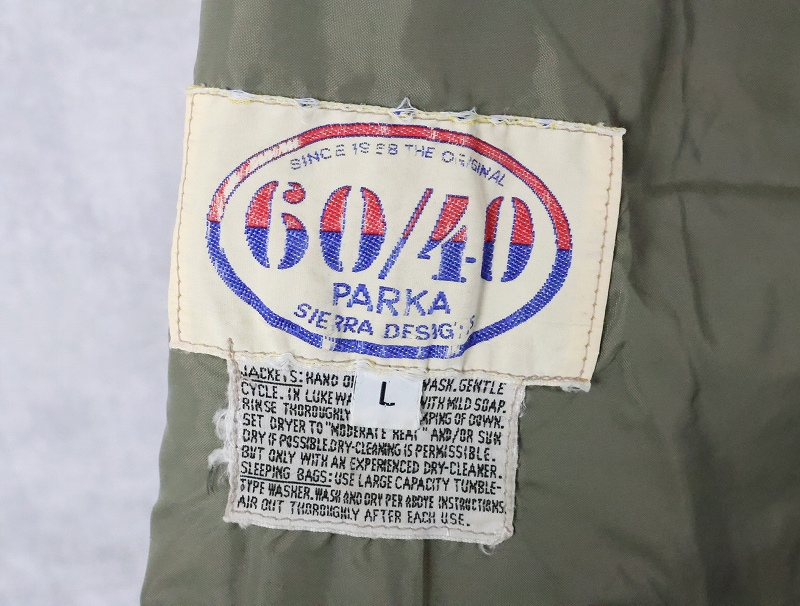 SINCE 1968 THE ORIGINAL
60/40
PARKA
SIERRA DESIGNS
L
JACKETS: HAND WASH. GENTLE
CYCLE. IN WITH MILD SOAP.
RINSE THOROUGHLY OF DOWN.
SET DRYER TO "MODERATE HEAT" AND/OR SUN
DRY IF POSSIBLE. DRY-CLEANING IS PERMISSIBLE.
BUT ONLY WITH AN EXPERIENCED DRY-CLEANER.
SLEEPING BAGS: USE LARGE CAPACITY TUMBLE-
TYPE WASHER. WASH AND DRY PER ABOVE INSTRUCTIONS.
AIR OUT THOROUGHLY AFTER EACH USE.